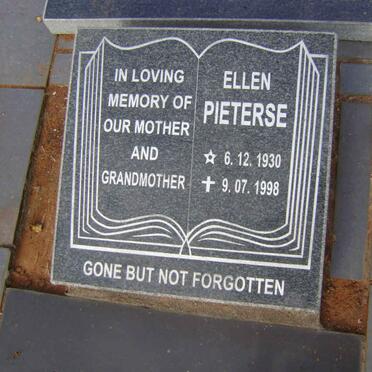 IN LOVING
MEMORY OF
OUR MOTHER
AND
GRANDMOTHER
ELLEN
PIETERSE
☆ 6. 12. 1930
✝ 9. 07. 1998
GONE BUT NOT FORGOTTEN